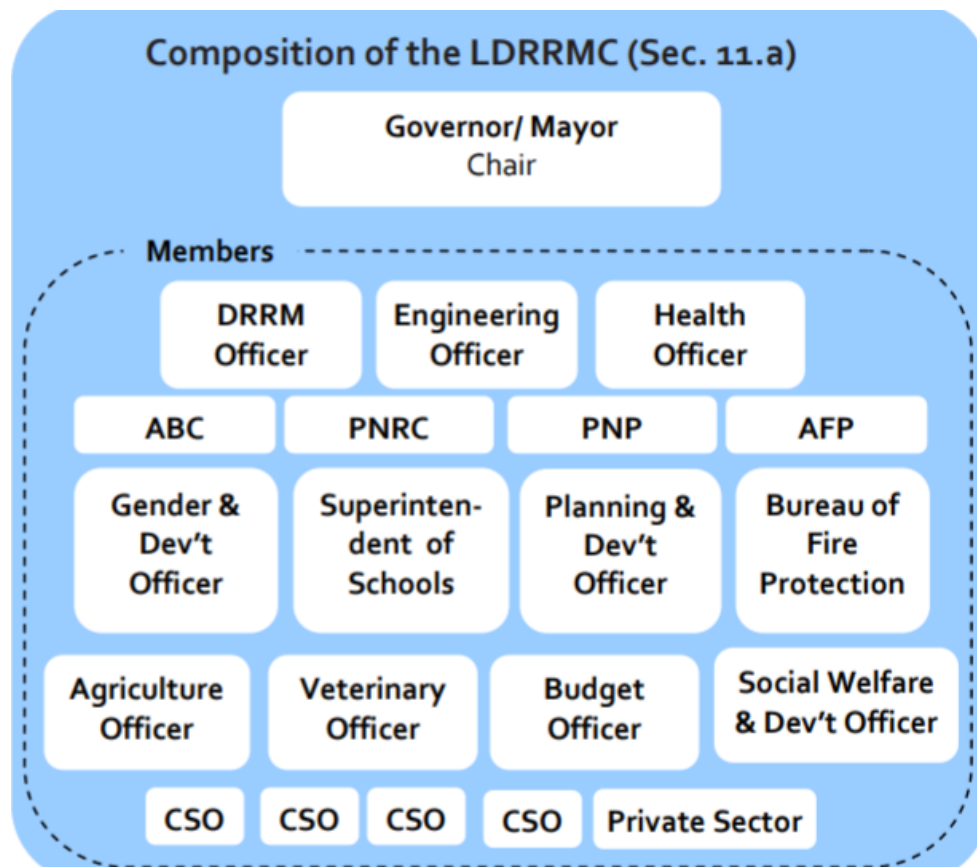 Composition of the LDRRMC (Sec. 11.a)
Governor/ Mayor
Chair
Members
DRRM
Officer
Engineering
Officer
Health
Officer
ABC
PNRC
PNP
AFP
Gender &
Dev't
Officer
Superinten-
dent of
Schools
Planning &
Dev't
Officer
Bureau of
Fire
Protection
Agriculture
Officer
Veterinary
Officer
Budget
Officer
Social Welfare
& Dev't Officer
CSO
CSO
CSO
CSO
Private Sector